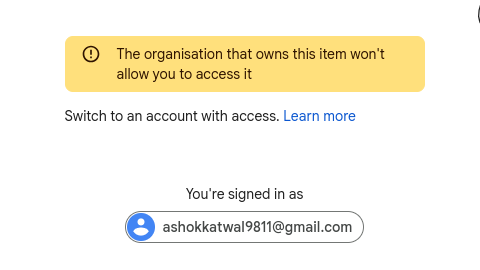 The organisation that owns this item won't
allow you to access it
Switch to an account with access. Learn more
You're signed in as
ashokkatwal9811@gmail.com